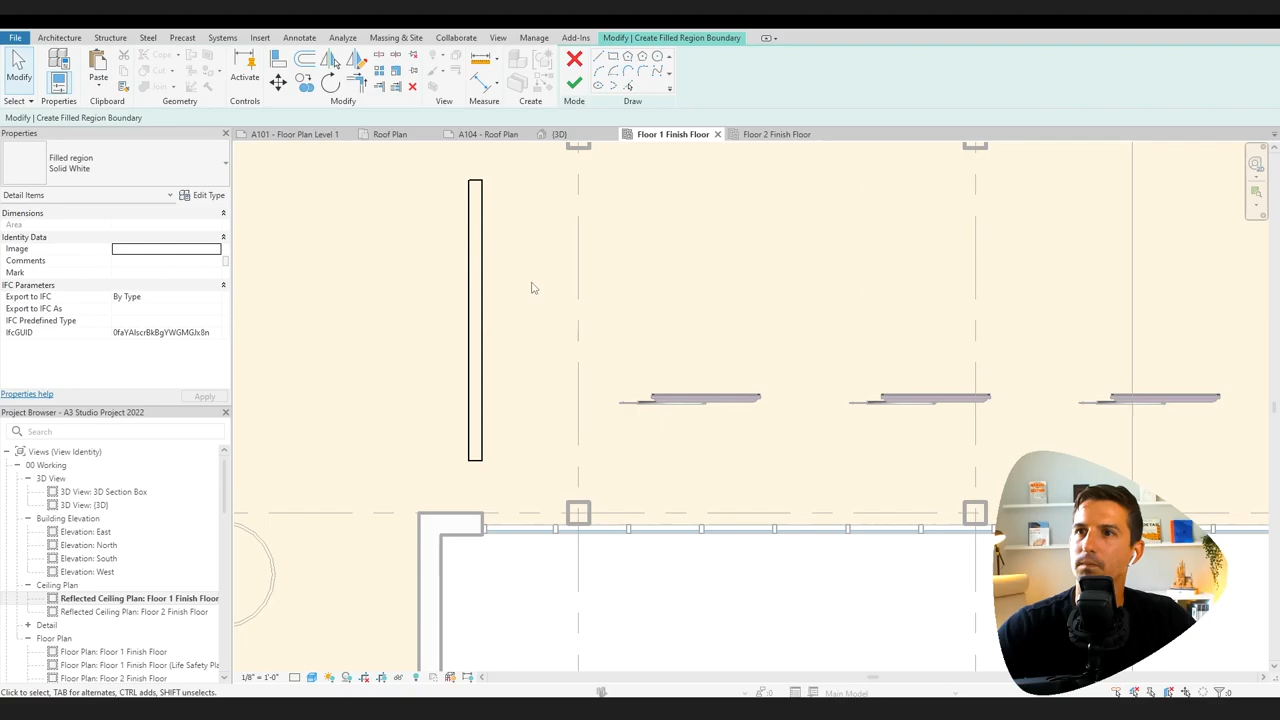 File Architecture Structure Steel Precast Systems Insert Annotate Analyze Massing & Site Collaborate View Manage Add-Ins Modify | Create Filled Region Boundary
Modify
Paste
Cope
Cut
Join
Activate
Select Properties Clipboard Geometry Controls Modify View Measure Create Mode Draw
Modify | Create Filled Region Boundary
Properties
A101 - Floor Plan Level 1 Roof Plan A104 - Roof Plan {3D} Floor 1 Finish Floor Floor 2 Finish Floor
Filled region
Solid White
Detail Items Edit Type
Dimensions
Area
Identity Data
Image
Comments
Mark
IFC Parameters
Export to IFC By Type
Export to IFC As
IFC Predefined Type
Properties help Apply
Project Browser - A3 Studio Project 2022
Search
Views (View Identity)
00 Working
3D View
3D View: 3D Section Box
3D View: {3D}
Building Elevation
Elevation: East
Elevation: North
Elevation: South
Elevation: West
Ceiling Plan
Reflected Ceiling Plan: Floor 1 Finish Floor
Reflected Ceiling Plan: Floor 2 Finish Floor
Detail
Floor Plan
Floor Plan: Floor 1 Finish Floor
Floor Plan: Floor 1 Finish Floor (Life Safety Pla
Floor Plan: Floor 2 Finish Floor
1/8" = 1'-0"
Click to select, TAB for alternates, CTRL adds, SHIFT unselects. :0 Main Model :0